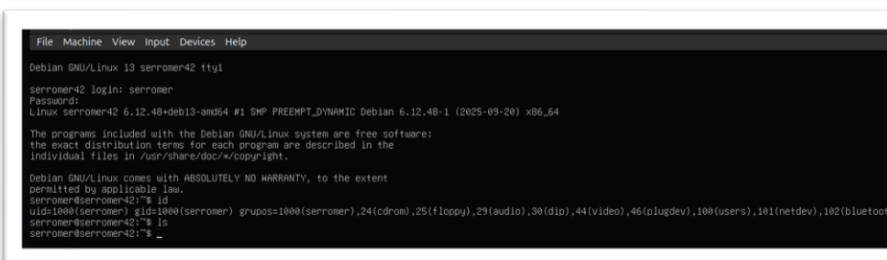 File Machine View Input Devices Help
Debian GNU/Linux 13 serromer42 tty1
serromer42 login: serromer
Password:
Linux serromer42 6.12.48+deb13-amd64 #1 SMP PREEMPT_DYNAMIC Debian 6.12.48-1 (2025-09-20) x86_64
The programs included with the Debian GNU/Linux system are free software;
the exact distribution terms for each program are described in the
individual files in /usr/share/doc/*/copyright.
Debian GNU/Linux comes with ABSOLUTELY NO WARRANTY, to the extent
permitted by applicable law.
serromer@serromer42:~$ id
uid=1000(serromer) gid=1000(serromer) grupos=1000(serromer),24(cdrom),25(floppy),29(audio),30(dip),44(video),46(plugdev),100(users),101(netdev),102(bluetoot
serromer@serromer42:~$ ls
serromer@serromer42:~$ _